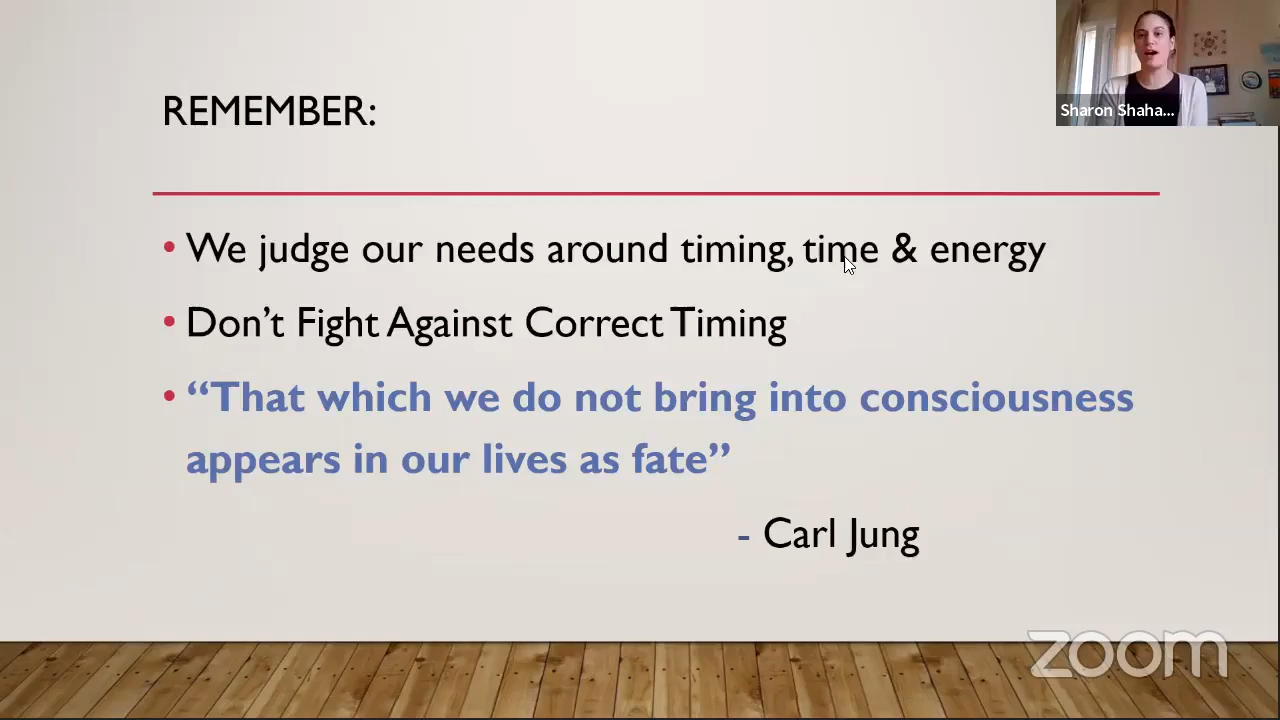 Sharon Shaha...
REMEMBER:
• We judge our needs around timing, time & energy
• Don’t Fight Against Correct Timing
• “That which we do not bring into consciousness
appears in our lives as fate”
- Carl Jung
zoom